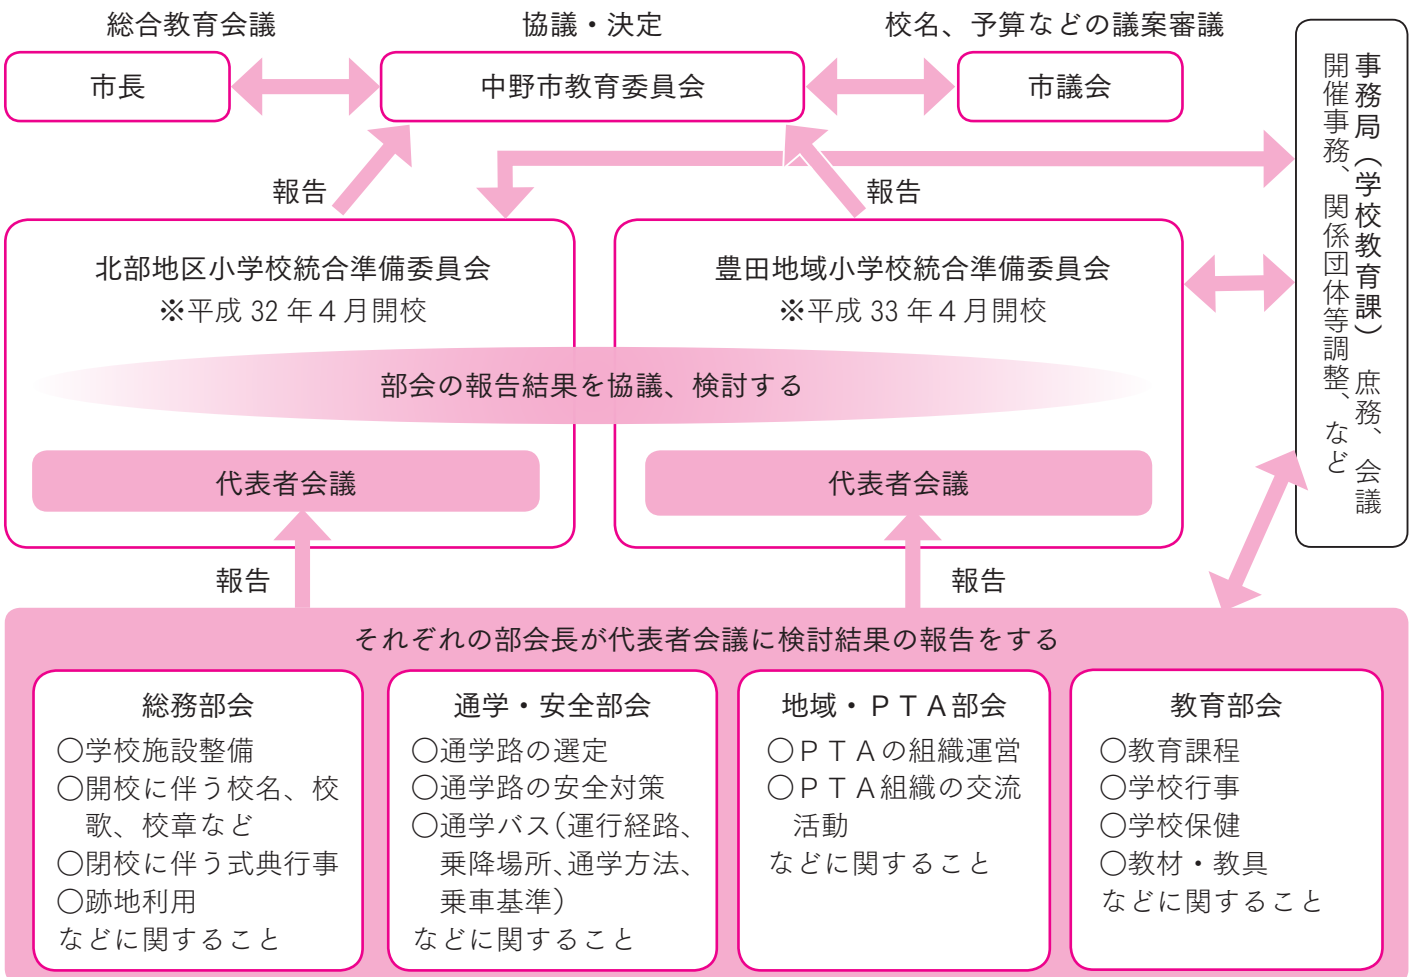 総合教育会議
協議・決定
校名、予算などの議案審議
市長
中野市教育委員会
市議会
事務局（学校教育課）　庶務、会議
開催事務、関係団体等調整、など
報告
報告
北部地区小学校統合準備委員会
※平成 32 年４月開校
豊田地域小学校統合準備委員会
※平成 33 年４月開校
部会の報告結果を協議、検討する
代表者会議
代表者会議
報告
報告
それぞれの部会長が代表者会議に検討結果の報告をする
総務部会
○学校施設整備
○開校に伴う校名、校
歌、校章など
○閉校に伴う式典行事
○跡地利用
などに関すること
通学・安全部会
○通学路の選定
○通学路の安全対策
○通学バス（運行経路、
乗降場所、通学方法、
乗車基準）
などに関すること
地域・ＰＴＡ部会
○ＰＴＡの組織運営
○ＰＴＡ組織の交流
活動
などに関すること
教育部会
○教育課程
○学校行事
○学校保健
○教材・教具
などに関すること